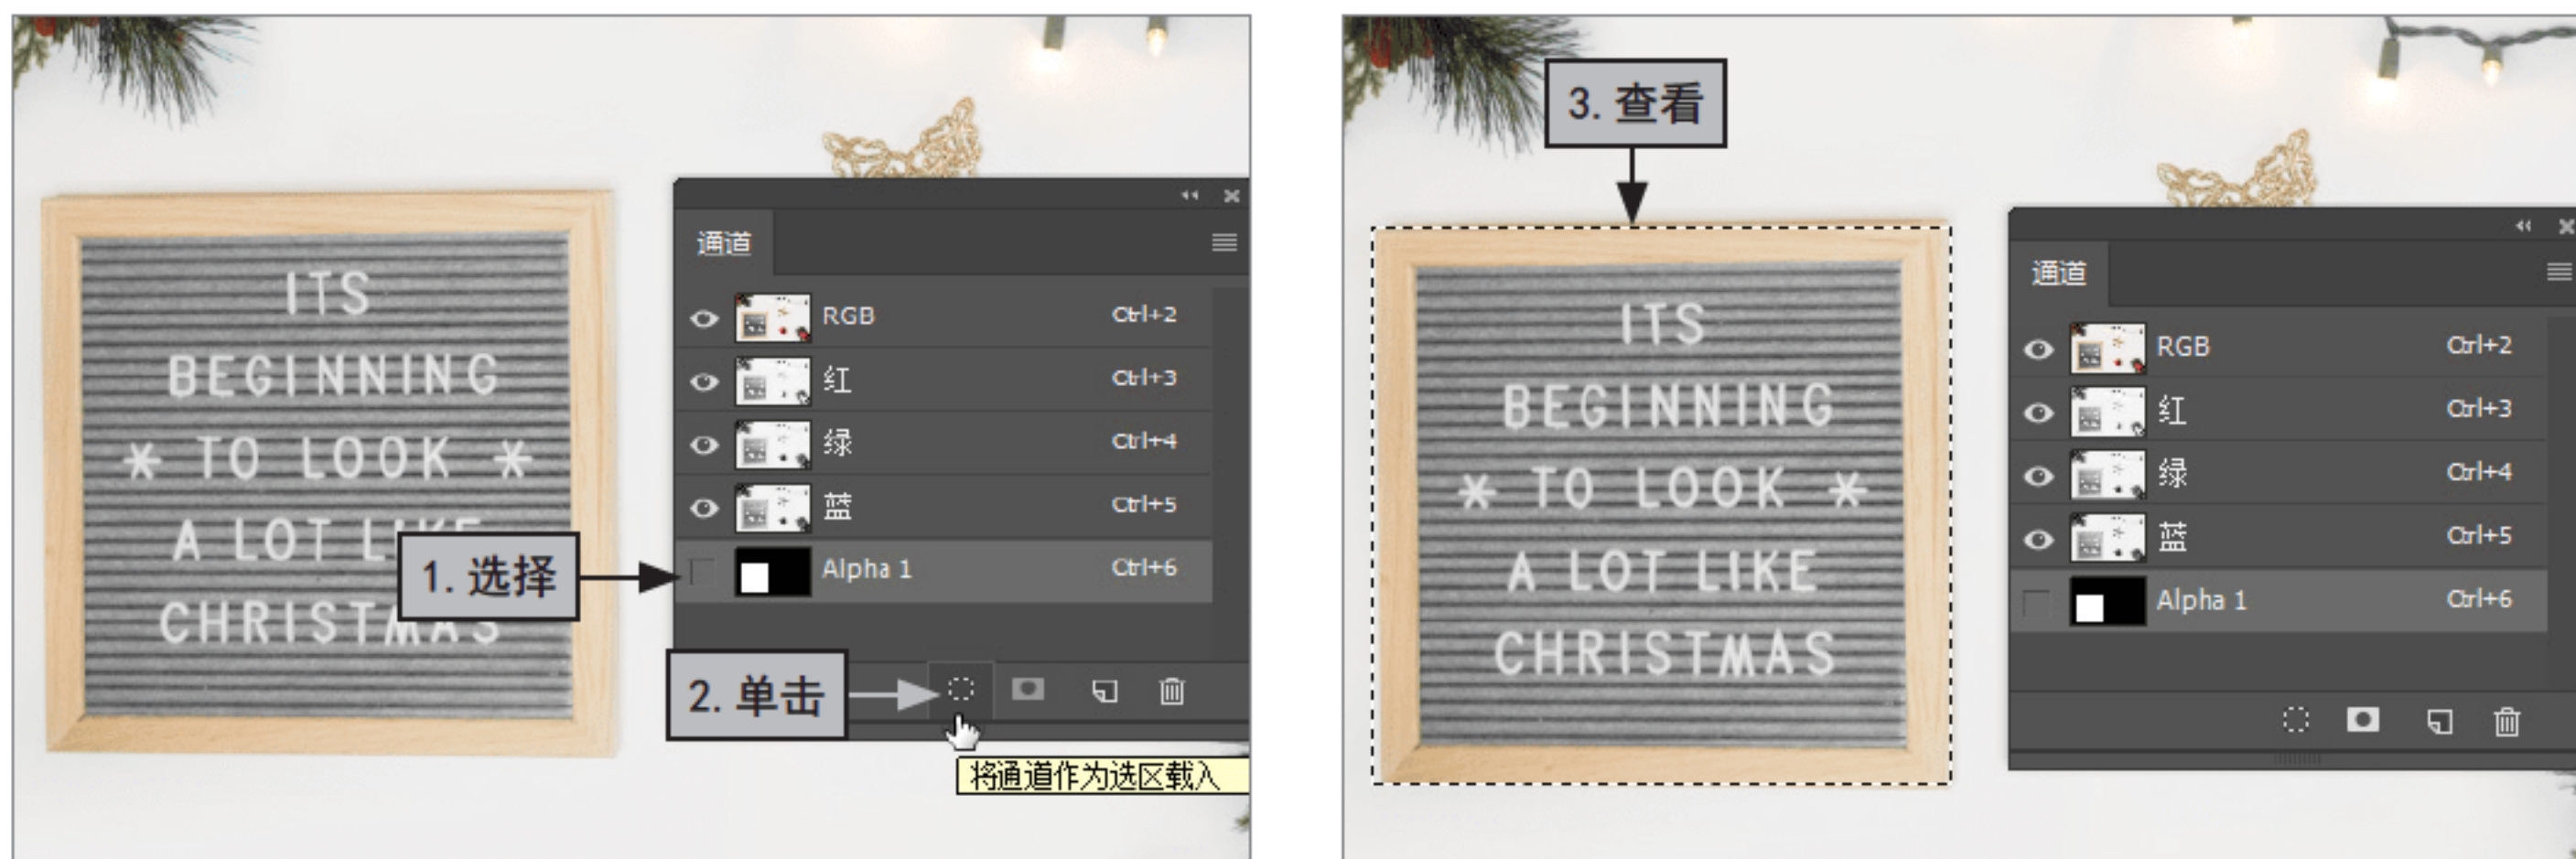 ITS
BEGINNING
* TO LOOK *
A LOT LIKE
CHRISTMAS
通道
RGB Ctrl+2
红 Ctrl+3
绿 Ctrl+4
蓝 Ctrl+5
Alpha 1 Ctrl+6
1. 选择
2. 单击
将通道作为选区载入
3. 查看
ITS
BEGINNING
* TO LOOK *
A LOT LIKE
CHRISTMAS
通道
RGB Ctrl+2
红 Ctrl+3
绿 Ctrl+4
蓝 Ctrl+5
Alpha 1 Ctrl+6